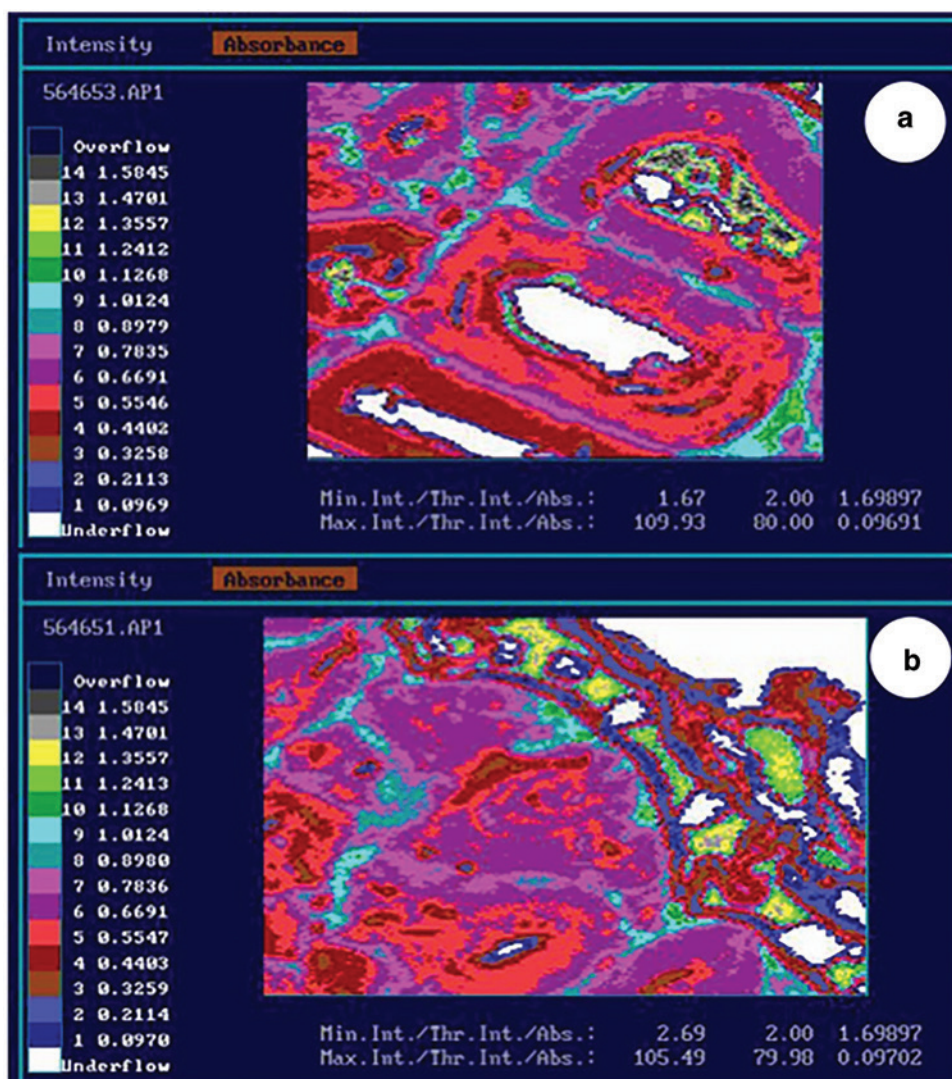 Intensity Absorbance
564653.AP1
a
Overflow
14 1.5845
13 1.4701
12 1.3557
11 1.2412
10 1.1268
9 1.0124
8 0.8979
7 0.7835
6 0.6691
5 0.5546
4 0.4402
3 0.3258
2 0.2113
1 0.0969
Underflow
Min.Int./Thr.Int./Abs.: 1.67 2.00 1.69897
Max.Int./Thr.Int./Abs.: 109.93 80.00 0.09691
Intensity Absorbance
564651.AP1
b
Overflow
14 1.5845
13 1.4701
12 1.3557
11 1.2413
10 1.1268
9 1.0124
8 0.8980
7 0.7836
6 0.6691
5 0.5547
4 0.4403
3 0.3259
2 0.2114
1 0.0970
Underflow
Min.Int./Thr.Int./Abs.: 2.69 2.00 1.69897
Max.Int./Thr.Int./Abs.: 105.49 79.98 0.09702